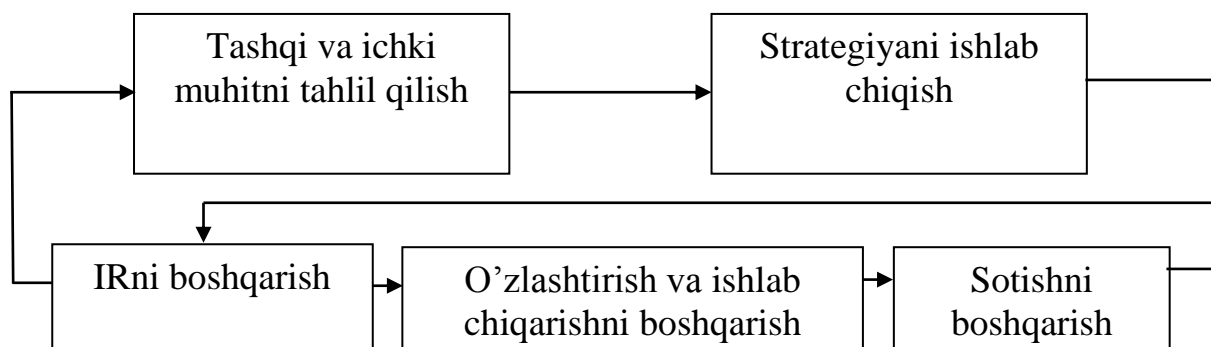 Tashqi va ichki
muhitni tahlil qilish
Strategiyani ishlab
chiqish
IRni boshqarish
O’zlashtirish va ishlab
chiqarishni boshqarish
Sotishni
boshqarish